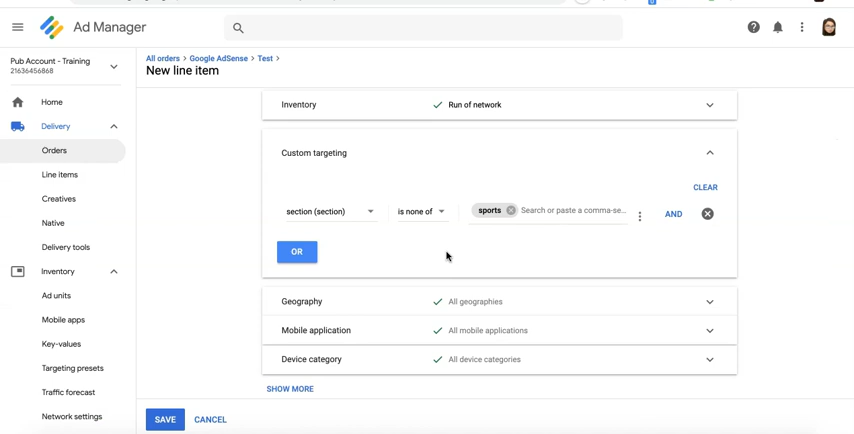 Ad Manager
All orders > Google AdSense > Test >
New line item
Pub Account - Training
21636456868
Home
Delivery
Orders
Line items
Creatives
Native
Delivery tools
Inventory
Ad units
Mobile apps
Key-values
Targeting presets
Traffic forecast
Network settings
Inventory Run of network
Custom targeting
CLEAR
section (section) is none of sports Search or paste a comma-se... AND
OR
Geography All geographies
Mobile application All mobile applications
Device category All device categories
SHOW MORE
SAVE CANCEL